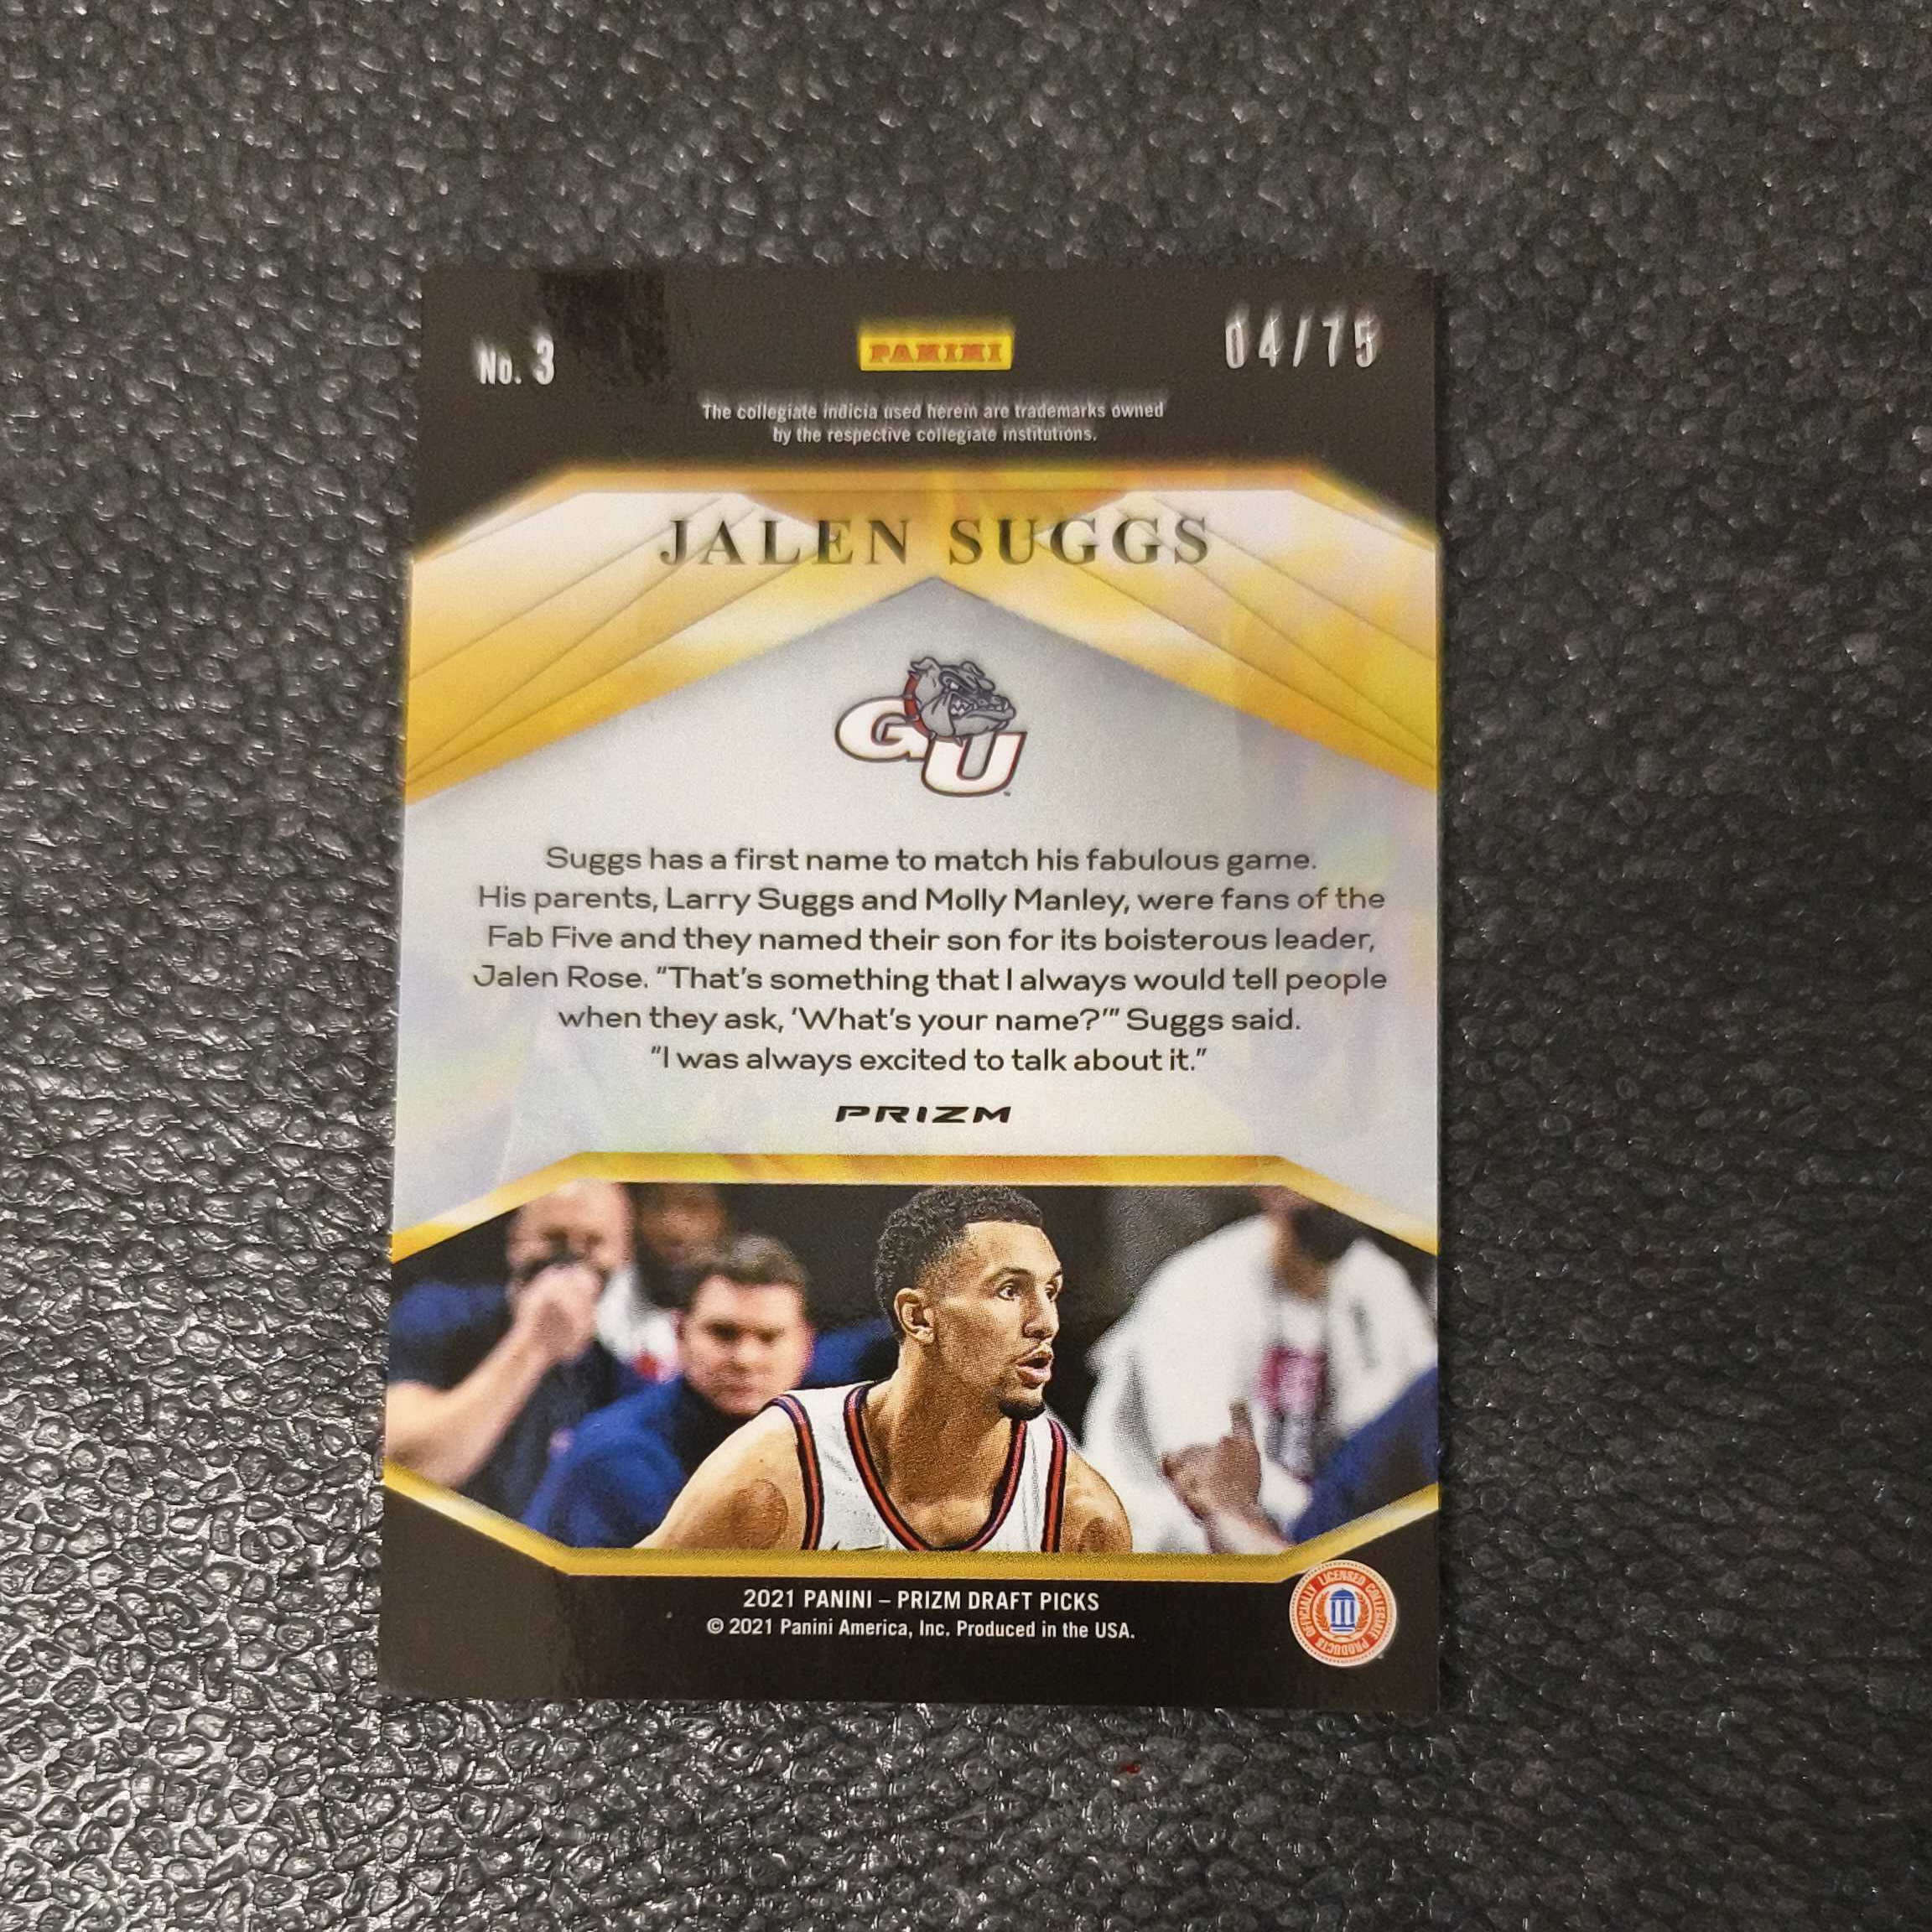 No. 3
PANINI
04/75
The collegiate indicia used herein are trademarks owned
by the respective collegiate institutions.
JALEN SUGGS
GU
Suggs has a first name to match his fabulous game.
His parents, Larry Suggs and Molly Manley, were fans of the
Fab Five and they named their son for its boisterous leader,
Jalen Rose. "That's something that I always would tell people
when they ask, 'What's your name?'" Suggs said.
"I was always excited to talk about it."
PRIZM
2021 PANINI – PRIZM DRAFT PICKS
© 2021 Panini America, Inc. Produced in the USA.
OFFICIALLY LICENSED COLLEGIATE PRODUCTS